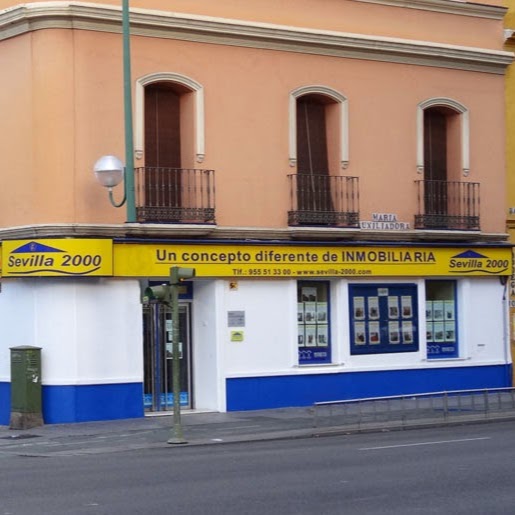 MARIA
AUXILIADORA
Sevilla 2000
Un concepto diferente de INMOBILIARIA
Tlf.: 955 51 33 00 - www.sevilla-2000.com
Sevilla 2000